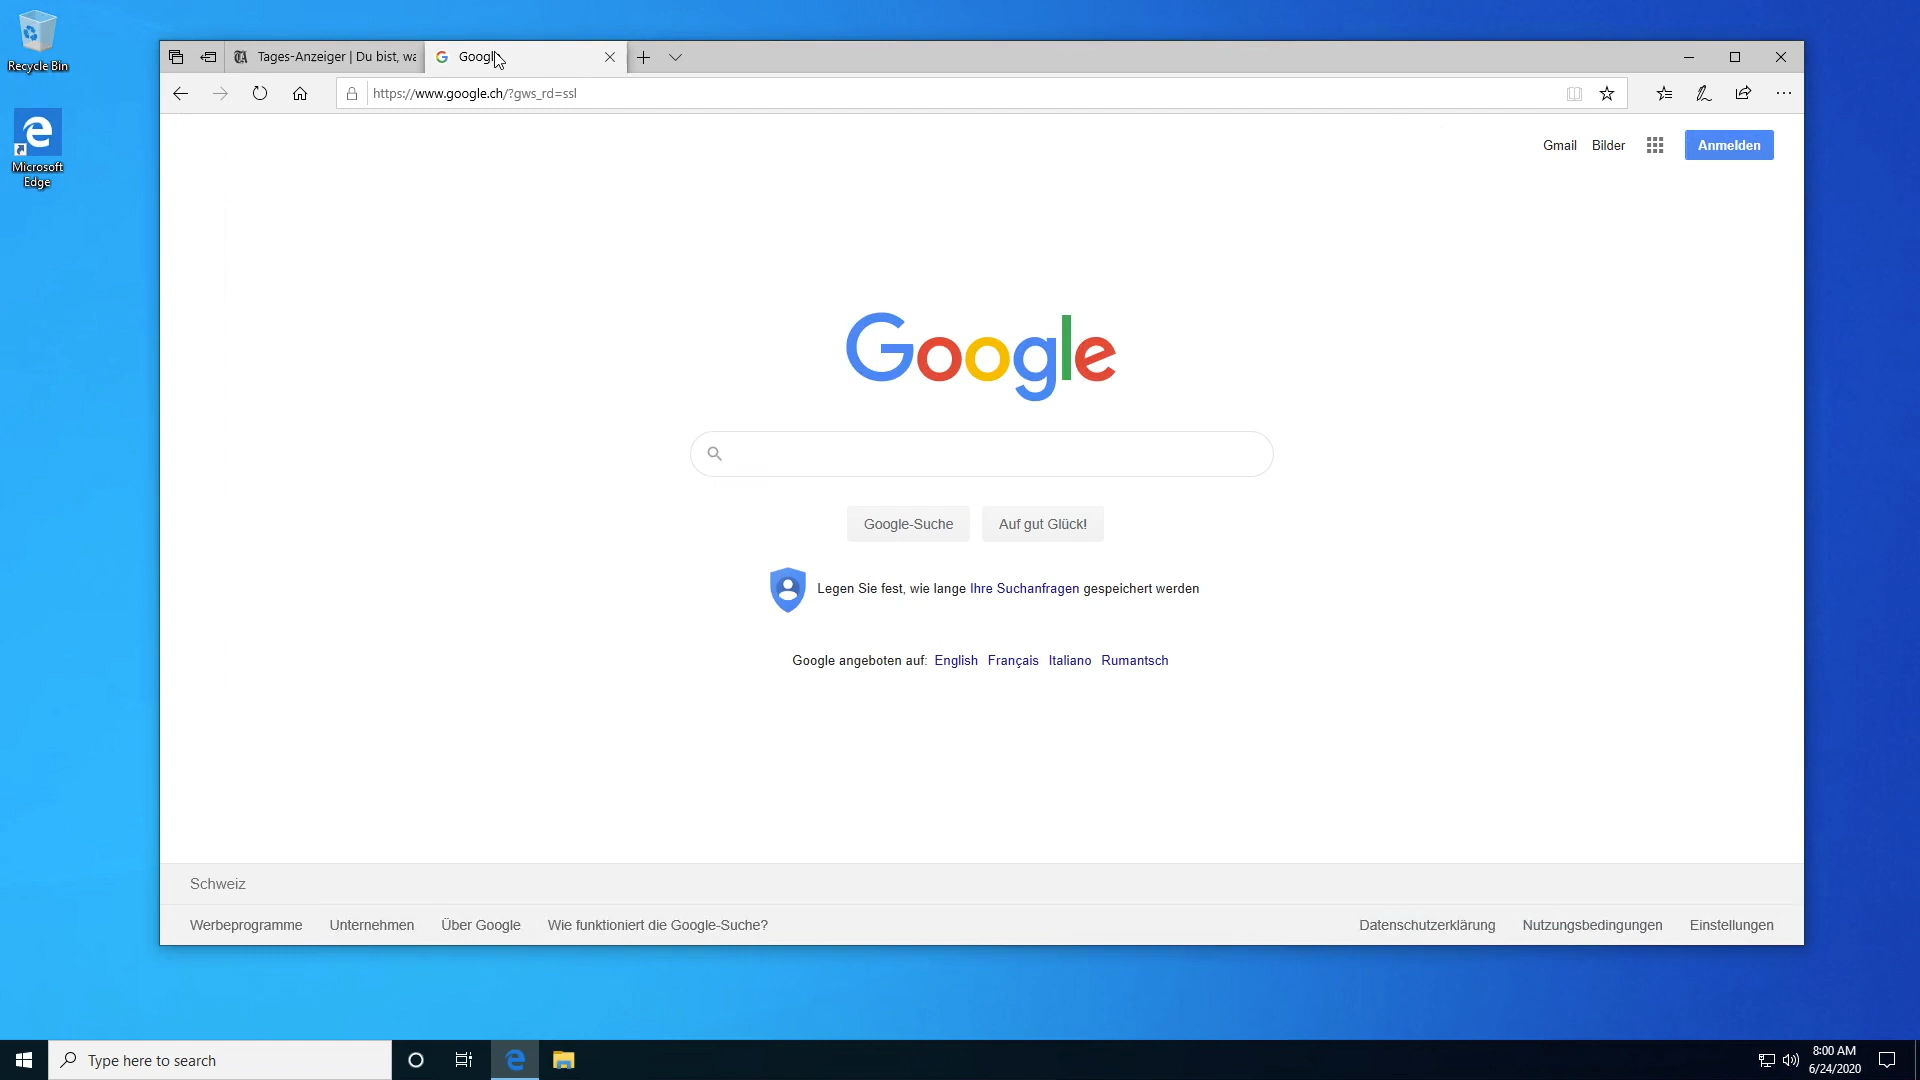 Recycle Bin
Microsoft
Edge
Tages-Anzeiger | Du bist, wa
Google
https://www.google.ch/?gws_rd=ssl
Gmail Bilder Anmelden
Google
Google-Suche Auf gut Glück!
Legen Sie fest, wie lange Ihre Suchanfragen gespeichert werden
Google angeboten auf: English Français Italiano Rumantsch
Schweiz
Werbeprogramme Unternehmen Über Google Wie funktioniert die Google-Suche? Datenschutzerklärung Nutzungsbedingungen Einstellungen
Type here to search
8:00 AM
6/24/2020